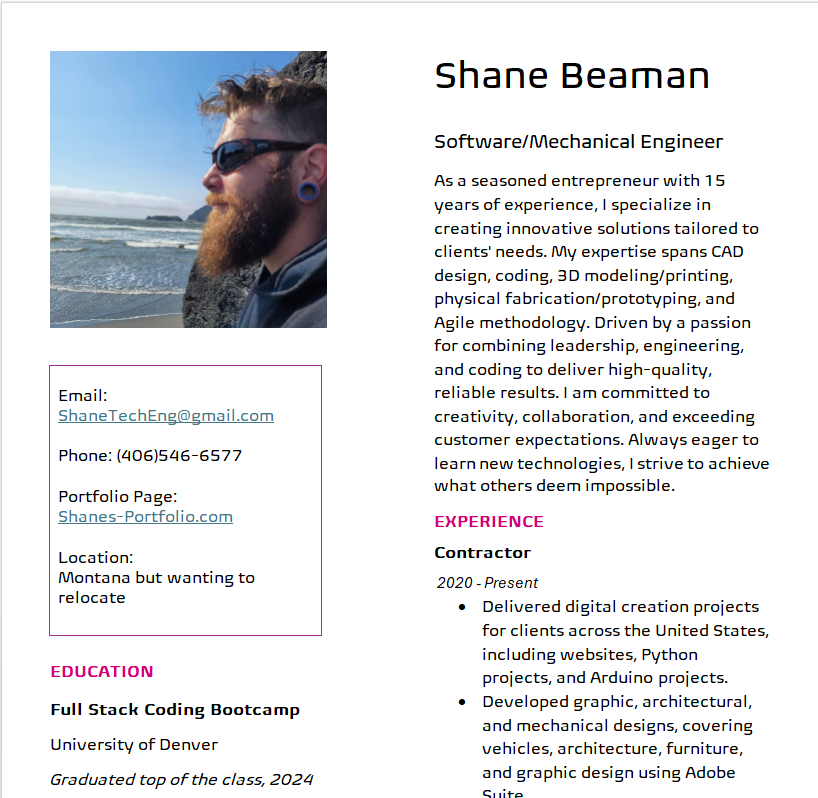 Shane Beaman
Software/Mechanical Engineer
As a seasoned entrepreneur with 15
years of experience, I specialize in
creating innovative solutions tailored to
clients' needs. My expertise spans CAD
design, coding, 3D modeling/printing,
physical fabrication/prototyping, and
Agile methodology. Driven by a passion
for combining leadership, engineering,
and coding to deliver high-quality,
reliable results. I am committed to
creativity, collaboration, and exceeding
customer expectations. Always eager to
learn new technologies, I strive to achieve
what others deem impossible.
EXPERIENCE
Contractor
2020 - Present
• Delivered digital creation projects
for clients across the United States,
including websites, Python
projects, and Arduino projects.
• Developed graphic, architectural,
and mechanical designs, covering
vehicles, architecture, furniture,
and graphic design using Adobe
Suite
Email:
ShaneTechEng@gmail.com
Phone: (406)546-6577
Portfolio Page:
Shanes-Portfolio.com
Location:
Montana but wanting to
relocate
EDUCATION
Full Stack Coding Bootcamp
University of Denver
Graduated top of the class, 2024